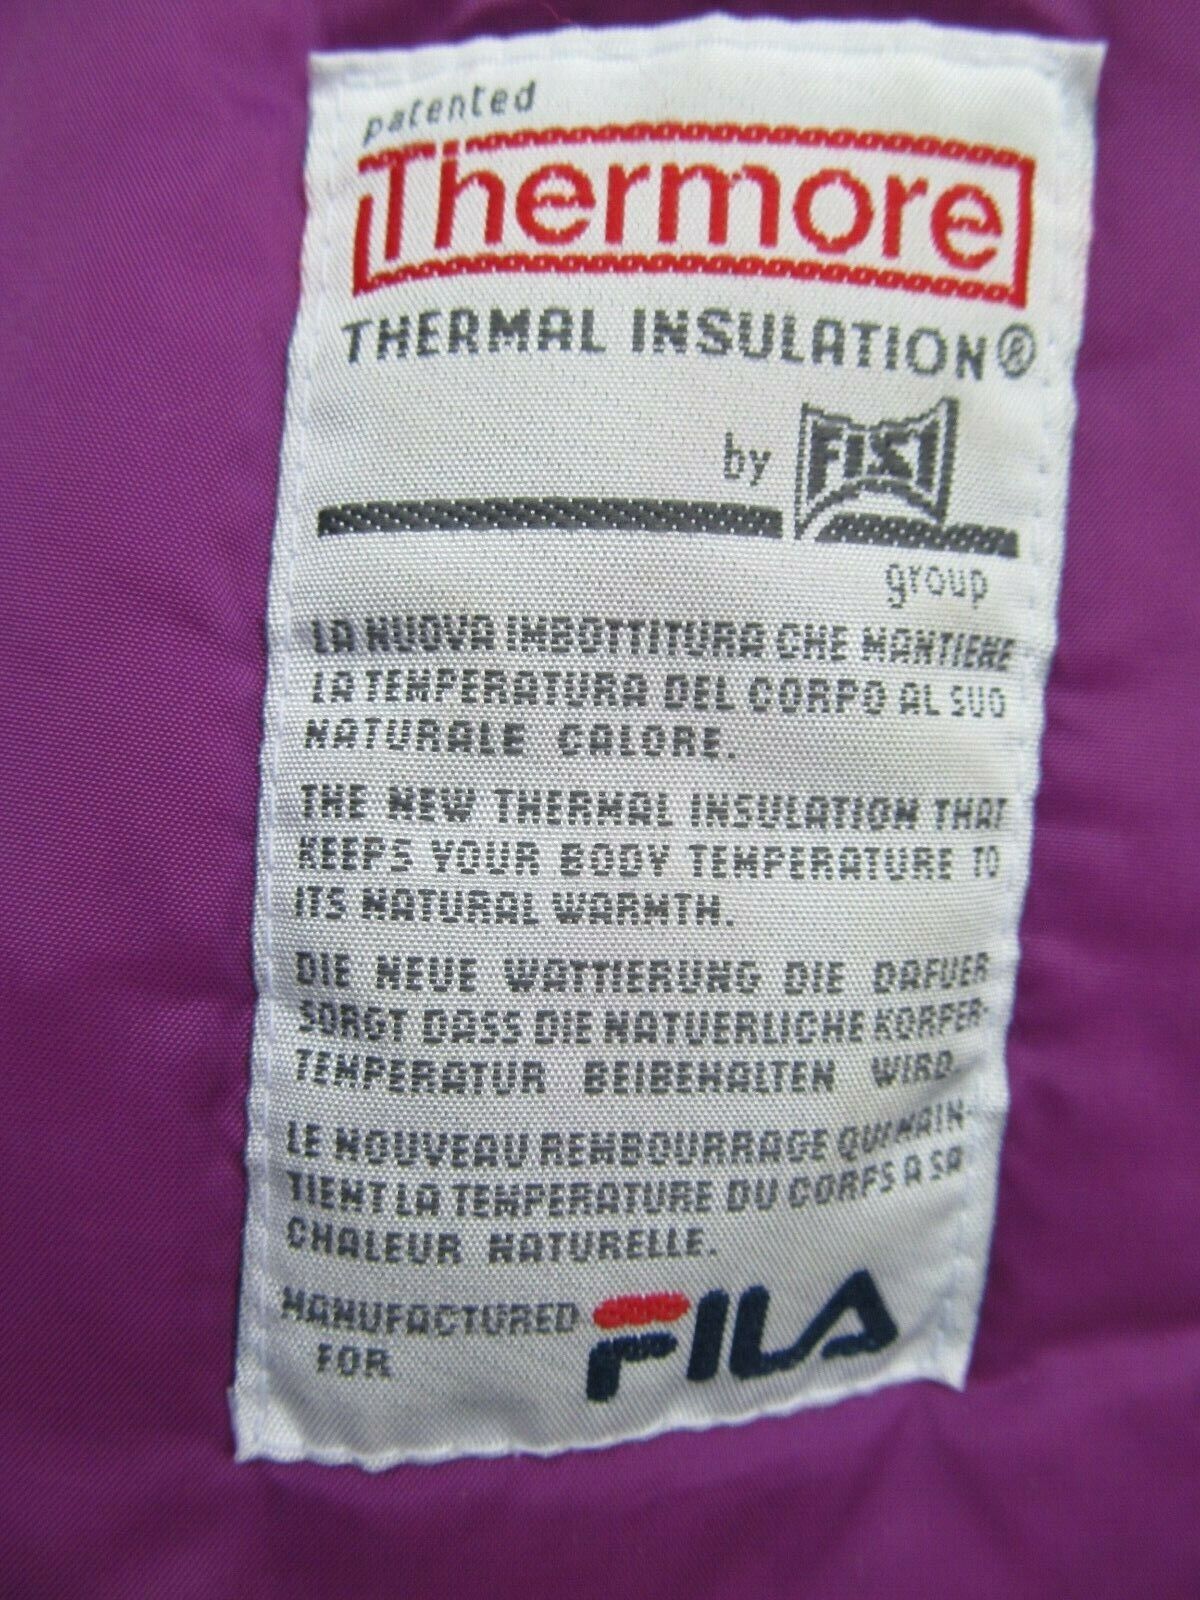 patented
Thermore
THERMAL INSULATION®
by FISI
group
LA NUOVA IMBOTTITURA CHE MANTIENE
LA TEMPERATURA DEL CORPO AL SUO
NATURALE CALORE.
THE NEW THERMAL INSULATION THAT
KEEPS YOUR BODY TEMPERATURE TO
ITS NATURAL WARMTH.
DIE NEUE WATTIERUNG DIE DAFUER
SORGT DASS DIE NATUERLICHE KORPER-
TEMPERATUR BEIBEHALTEN WIRD.
LE NOUVEAU REMBOURRAGE QUI MAIN-
TIENT LA TEMPERATURE DU CORPS A SA
CHALEUR NATURELLE.
MANUFACTURED
FOR FILA